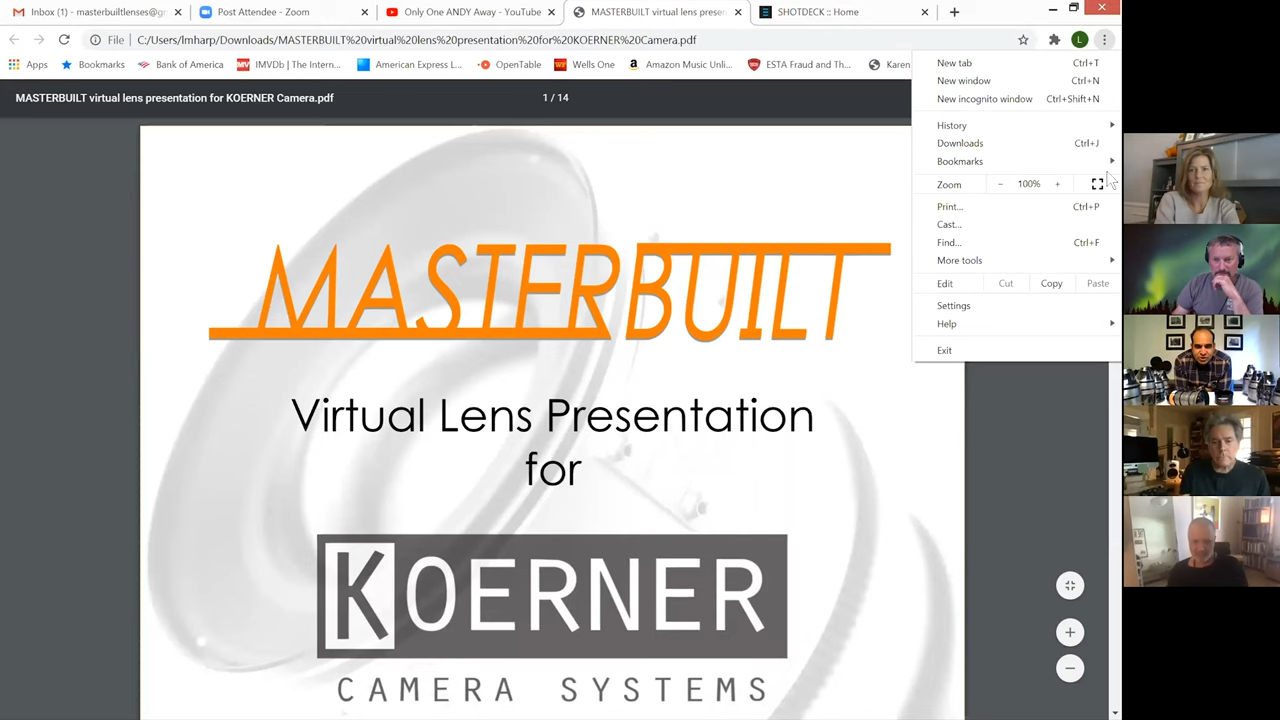 Inbox (1) - masterbuiltlenses@g
Post Attendee - Zoom
Only One ANDY Away - YouTube
MASTERBUILT virtual lens presen
SHOTDECK :: Home
File
C:/Users/lmharp/Downloads/MASTERBUILT%20virtual%20lens%20presentation%20for%20KOERNER%20Camera.pdf
L
Apps
Bookmarks
Bank of America
IMVDb | The Intern...
American Express L...
OpenTable
Wells One
Amazon Music Unli...
ESTA Fraud and Th...
Karen
MASTERBUILT virtual lens presentation for KOERNER Camera.pdf
1 / 14
New tab Ctrl+T
New window Ctrl+N
New incognito window Ctrl+Shift+N
History
Downloads Ctrl+J
Bookmarks
Zoom - 100% +
Print... Ctrl+P
Cast...
Find... Ctrl+F
More tools
Edit Cut Copy Paste
Settings
Help
Exit
MASTERBUILT
Virtual Lens Presentation
for
KOERNER
CAMERA SYSTEMS